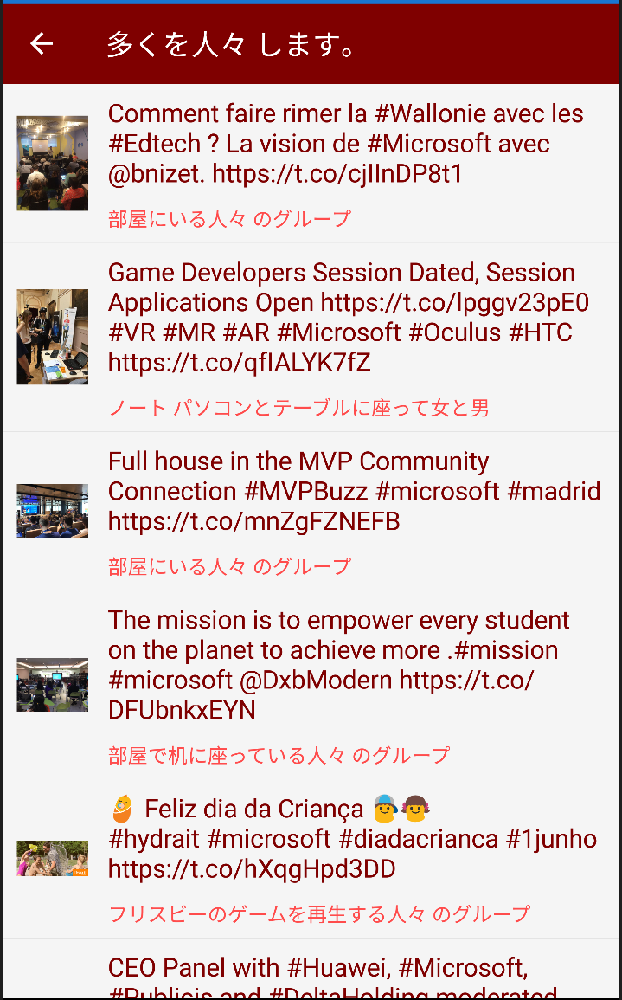 多くを人々 します。
Comment faire rimer la #Wallonie avec les
#Edtech ? La vision de #Microsoft avec
@bnizet. https://t.co/cjIInDP8t1
部屋にいる人々 のグループ
Game Developers Session Dated, Session
Applications Open https://t.co/lpggv23pE0
#VR #MR #AR #Microsoft #Oculus #HTC
https://t.co/qfIALYK7fZ
ノート パソコンとテーブルに座って女と男
Full house in the MVP Community
Connection #MVPBuzz #microsoft #madrid
https://t.co/mnZgFZNEFB
部屋にいる人々 のグループ
The mission is to empower every student
on the planet to achieve more .#mission
#microsoft @DxbModern https://t.co/
DFUbnkxEYN
部屋で机に座っている人々 のグループ
Feliz dia da Criança
#hydrait #microsoft #diadacrianca #1junho
https://t.co/hXqgHpd3DD
フリスビーのゲームを再生する人々 のグループ
CEO Panel with #Huawei, #Microsoft,
#Publicis and #DeltaHolding moderated